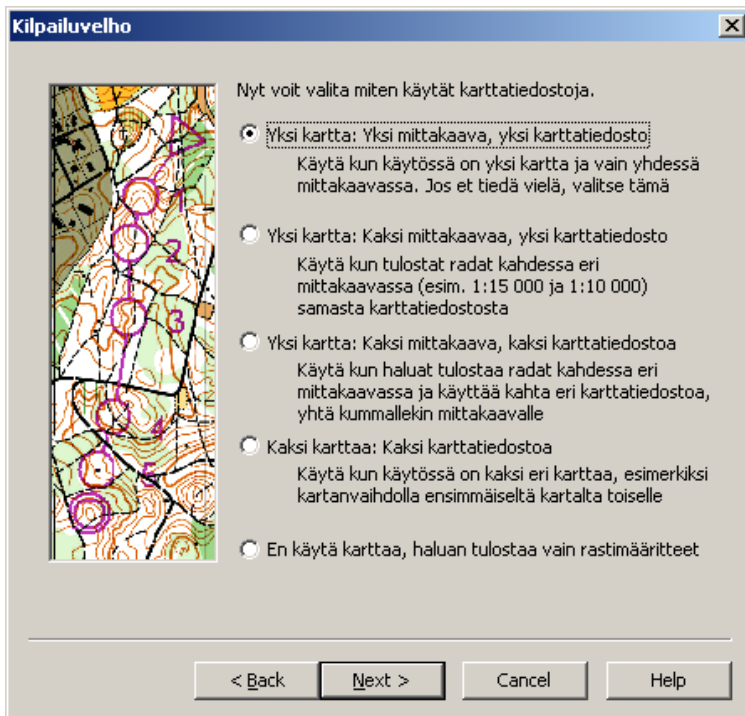 Kilpailuvelho
Nyt voit valita miten käytät karttatiedostoja.
Yksi kartta: Yksi mittakaava, yksi karttatiedosto
Käytä kun käytössä on yksi kartta ja vain yhdessä
mittakaavassa. Jos et tiedä vielä, valitse tämä
Yksi kartta: Kaksi mittakaavaa, yksi karttatiedosto
Käytä kun tulostat radat kahdessa eri
mittakaavassa (esim. 1:15 000 ja 1:10 000)
samasta karttatiedostosta
Yksi kartta: Kaksi mittakaava, kaksi karttatiedostoa
Käytä kun haluat tulostaa radat kahdessa eri
mittakaavassa ja käyttää kahta eri karttatiedostoa,
yhtä kummallekin mittakaavalle
Kaksi karttaa: Kaksi karttatiedostoa
Käytä kun käytössä on kaksi eri karttaa, esimerkiksi
kartanvaihdolla ensimmäiseltä kartalta toiselle
En käytä karttaa, haluan tulostaa vain rastimääritteet
1
2
3
4
5
< Back
Next >
Cancel
Help